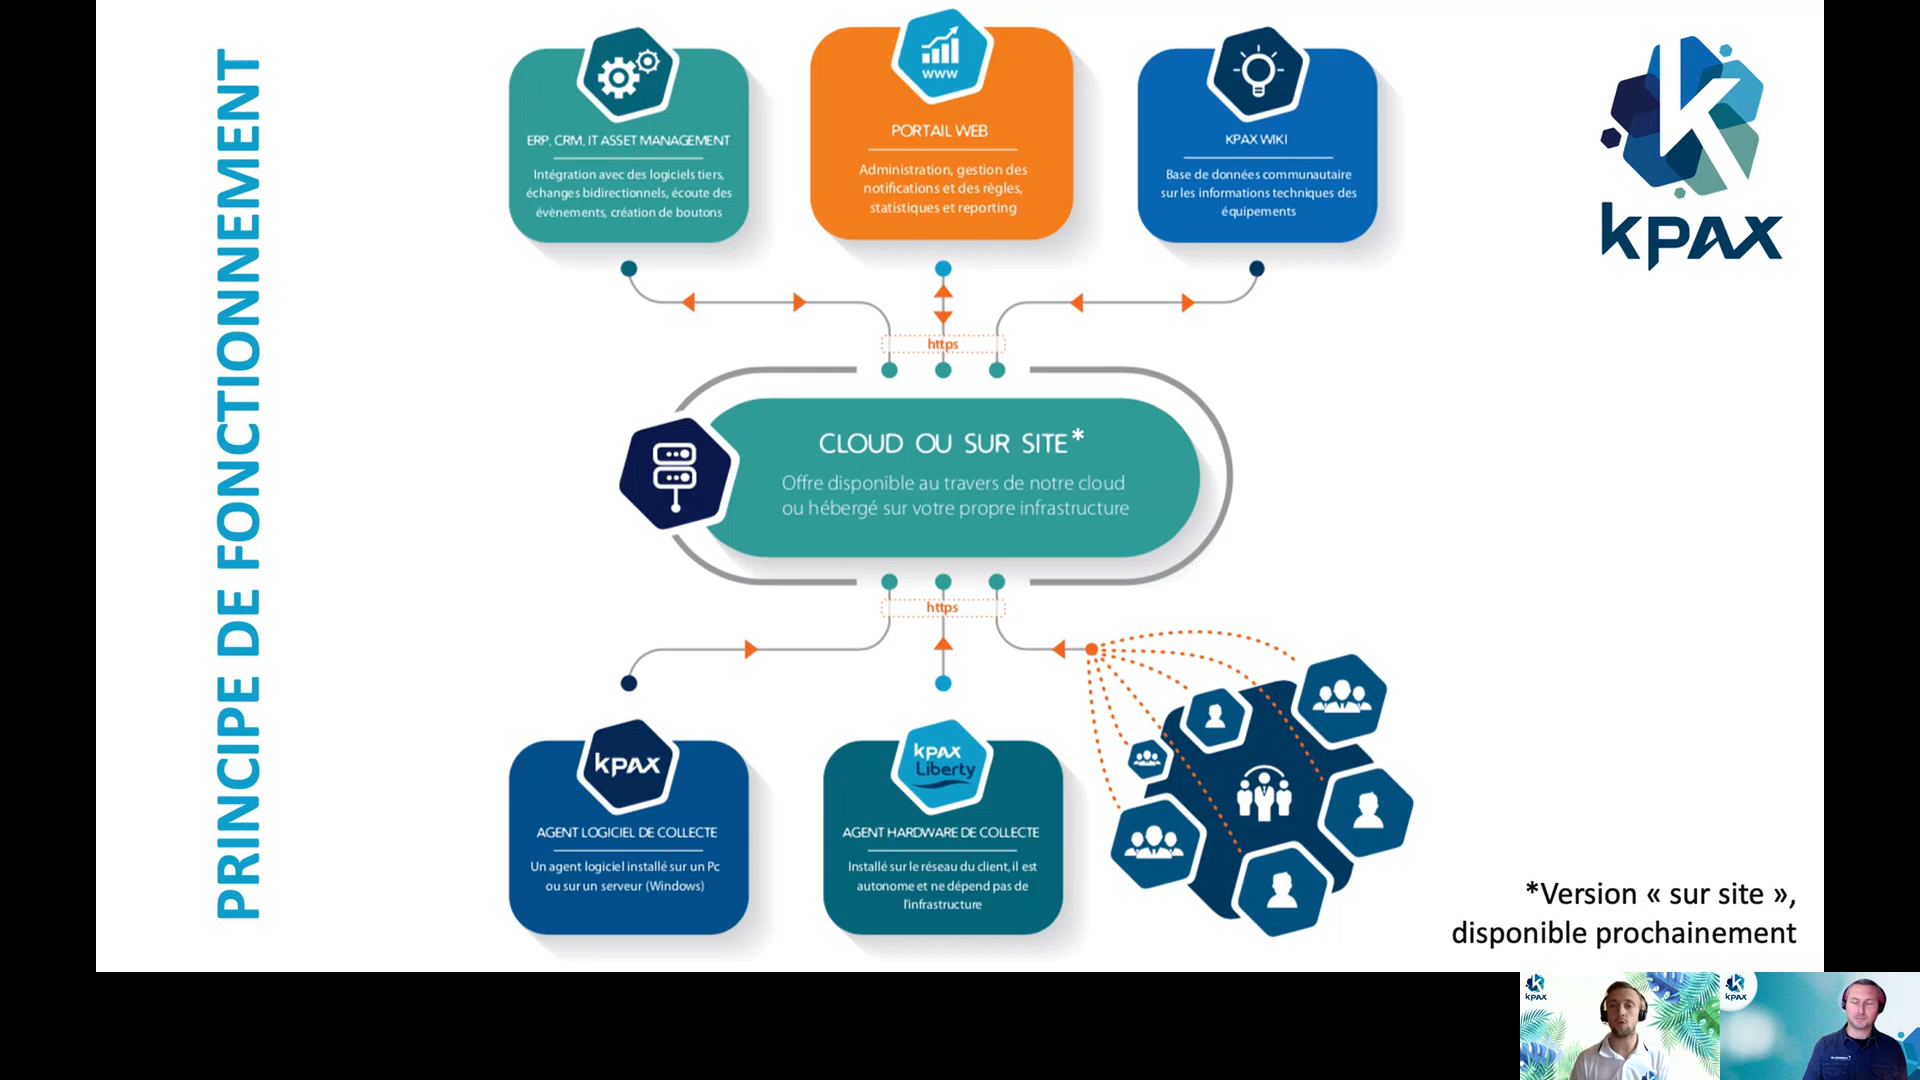 PRINCIPE DE FONCTIONNEMENT
ERP, CRM, IT ASSET MANAGEMENT
Intégration avec des logiciels tiers,
échanges bidirectionnels, écoute des
évènements, création de boutons
www
PORTAIL WEB
Administration, gestion des
notifications et des règles,
statistiques et reporting
KPAX WIKI
Base de données communautaire
sur les informations techniques des
équipements
kpax
https
CLOUD OU SUR SITE*
Offre disponible au travers de notre cloud
ou hébergé sur votre propre infrastructure
https
kpax
AGENT LOGICIEL DE COLLECTE
Un agent logiciel installé sur un Pc
ou sur un serveur (Windows)
kpax
Liberty
AGENT HARDWARE DE COLLECTE
Installé sur le réseau du client, il est
autonome et ne dépend pas de
l'infrastructure
*Version « sur site »,
disponible prochainement
kpax
kpax